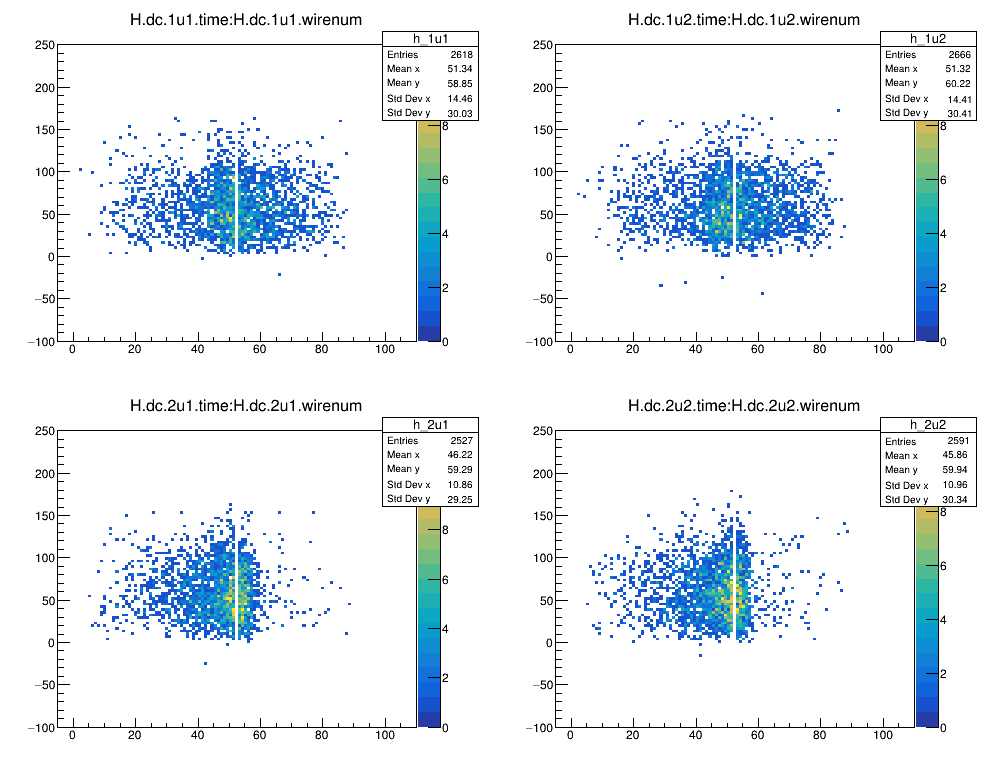 H.dc.1u1.time:H.dc.1u1.wirenum
h_1u1
Entries 2618
Mean x 51.34
Mean y 58.85
Std Dev x 14.46
Std Dev y 30.03
250
200
150
100
50
0
−50
−100
0 20 40 60 80 100
8
6
4
2
0
H.dc.1u2.time:H.dc.1u2.wirenum
h_1u2
Entries 2666
Mean x 51.32
Mean y 60.22
Std Dev x 14.41
Std Dev y 30.41
250
200
150
100
50
0
−50
−100
0 20 40 60 80 100
8
6
4
2
0
H.dc.2u1.time:H.dc.2u1.wirenum
h_2u1
Entries 2527
Mean x 46.22
Mean y 59.29
Std Dev x 10.86
Std Dev y 29.25
250
200
150
100
50
0
−50
−100
0 20 40 60 80 100
8
6
4
2
0
H.dc.2u2.time:H.dc.2u2.wirenum
h_2u2
Entries 2591
Mean x 45.86
Mean y 59.94
Std Dev x 10.96
Std Dev y 30.34
250
200
150
100
50
0
−50
−100
0 20 40 60 80 100
8
6
4
2
0